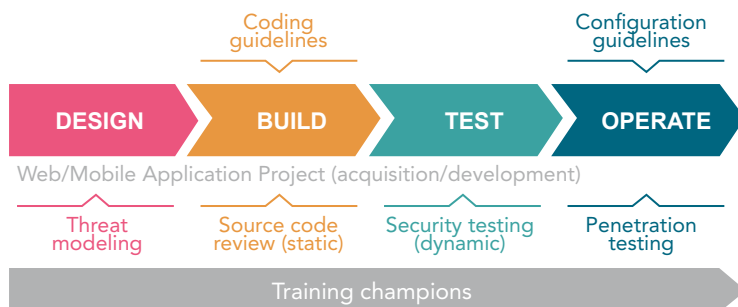 Coding
guidelines
Configuration
guidelines
DESIGN
BUILD
TEST
OPERATE
Web/Mobile Application Project (acquisition/development)
Threat
modeling
Source code
review (static)
Security testing
(dynamic)
Penetration
testing
Training champions